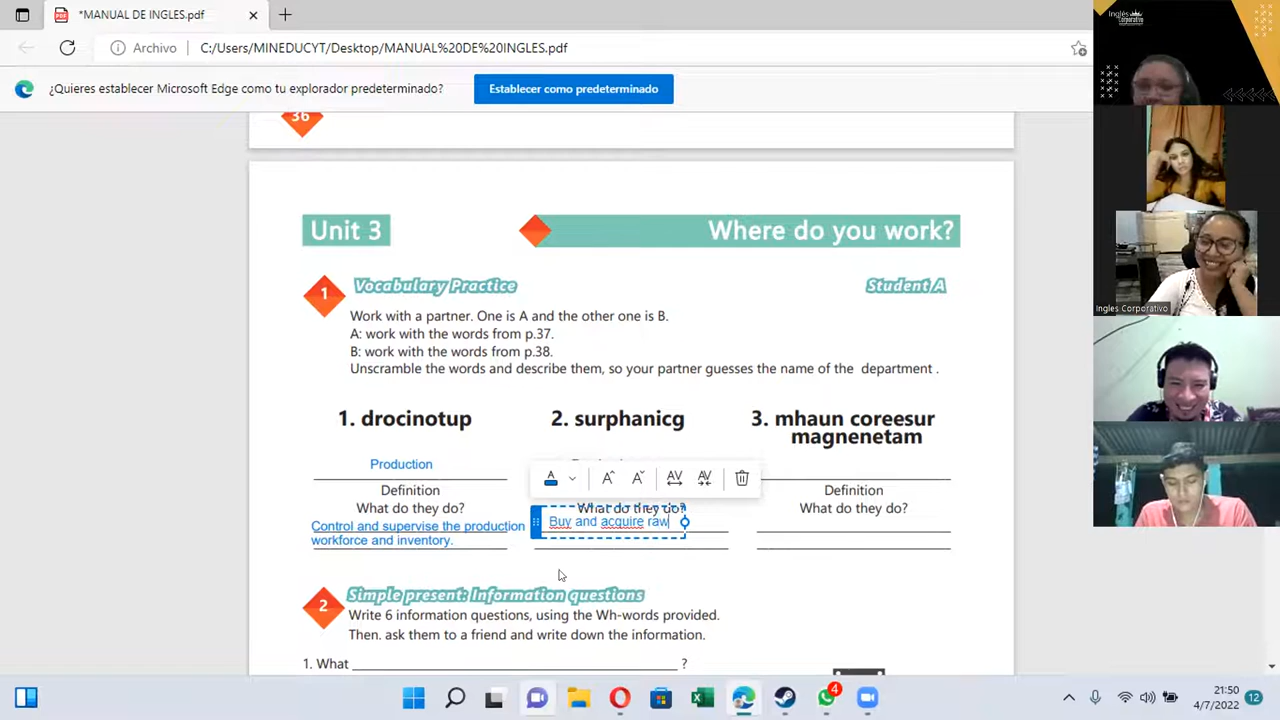 *MANUAL DE INGLES.pdf
Archivo
C:/Users/MINEDUCYT/Desktop/MANUAL%20DE%20INGLES.pdf
¿Quieres establecer Microsoft Edge como tu explorador predeterminado?
Establecer como predeterminado
36
Unit 3
Where do you work?
1
Vocabulary Practice
Student A
Work with a partner. One is A and the other one is B.
A: work with the words from p.37.
B: work with the words from p.38.
Unscramble the words and describe them, so your partner guesses the name of the department .
1. drocinotup
2. surphanicg
3. mhaun coreesur
magnenetam
Production
Definition
Definition
What do they do?
What do they do?
What do they do?
Control and supervise the production
workforce and inventory.
Buy and acquire raw
2
Simple present: Information questions
Write 6 information questions, using the Wh-words provided.
Then. ask them to a friend and write down the information.
1. What ?
Inglés
Corporativo
Ingles Corporativo
4
21:50
4/7/2022
12